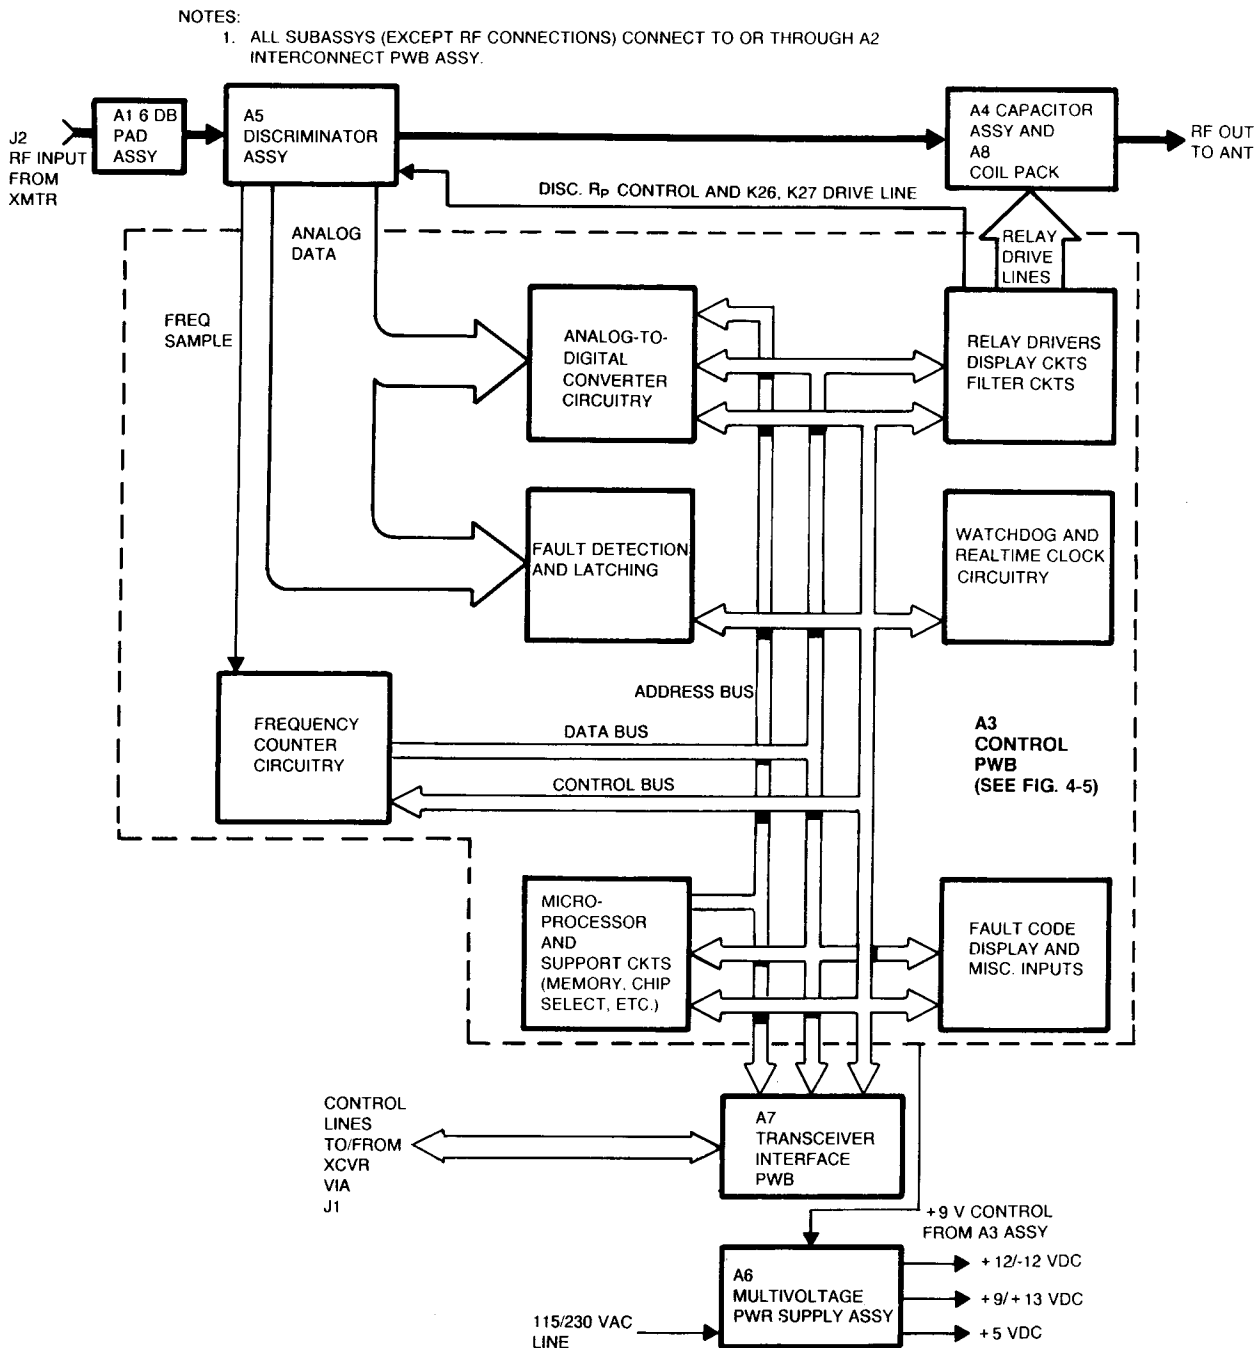 NOTES:
1. ALL SUBASSYS (EXCEPT RF CONNECTIONS) CONNECT TO OR THROUGH A2
INTERCONNECT PWB ASSY.
J2
RF INPUT
FROM
XMTR
A1 6 DB
PAD
ASSY
A5
DISCRIMINATOR
ASSY
A4 CAPACITOR
ASSY AND
A8
COIL PACK
RF OUT
TO ANT
DISC. RP CONTROL AND K26, K27 DRIVE LINE
ANALOG
DATA
RELAY
DRIVE
LINES
FREQ
SAMPLE
ANALOG-TO-
DIGITAL
CONVERTER
CIRCUITRY
RELAY DRIVERS
DISPLAY CKTS
FILTER CKTS
FAULT DETECTION
AND LATCHING
WATCHDOG AND
REALTIME CLOCK
CIRCUITRY
ADDRESS BUS
FREQUENCY
COUNTER
CIRCUITRY
DATA BUS
CONTROL BUS
A3
CONTROL
PWB
(SEE FIG. 4-5)
MICRO-
PROCESSOR
AND
SUPPORT CKTS
(MEMORY, CHIP
SELECT, ETC.)
FAULT CODE
DISPLAY AND
MISC. INPUTS
CONTROL
LINES
TO/FROM
XCVR
VIA
J1
A7
TRANSCEIVER
INTERFACE
PWB
+9 V CONTROL
FROM A3 ASSY
A6
MULTIVOLTAGE
PWR SUPPLY ASSY
+12/-12 VDC
+9/+13 VDC
+5 VDC
115/230 VAC
LINE